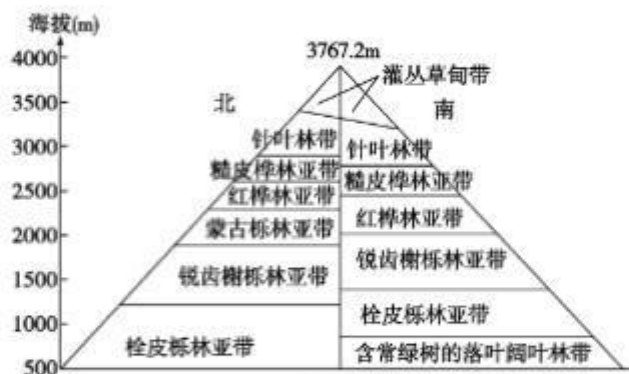 海拔(m)
4000
3500
3000
2500
2000
1500
1000
500
3767.2m
灌丛草甸带
北
南
针叶林带
糙皮桦林亚带
红桦林亚带
蒙古栎林亚带
锐齿槲栎林亚带
栓皮栎林亚带
针叶林带
糙皮桦林亚带
红桦林亚带
锐齿槲栎林亚带
栓皮栎林亚带
含常绿树的落叶阔叶林带